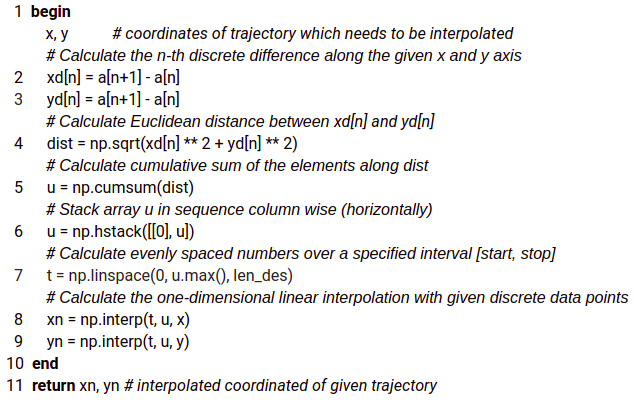 1 begin
x, y # coordinates of trajectory which needs to be interpolated
# Calculate the n-th discrete difference along the given x and y axis
2 xd[n] = a[n+1] - a[n]
3 yd[n] = a[n+1] - a[n]
# Calculate Euclidean distance between xd[n] and yd[n]
4 dist = np.sqrt(xd[n] ** 2 + yd[n] ** 2)
# Calculate cumulative sum of the elements along dist
5 u = np.cumsum(dist)
# Stack array u in sequence column wise (horizontally)
6 u = np.hstack([[0], u])
# Calculate evenly spaced numbers over a specified interval [start, stop]
7 t = np.linspace(0, u.max(), len_des)
# Calculate the one-dimensional linear interpolation with given discrete data points
8 xn = np.interp(t, u, x)
9 yn = np.interp(t, u, y)
10 end
11 return xn, yn # interpolated coordinated of given trajectory